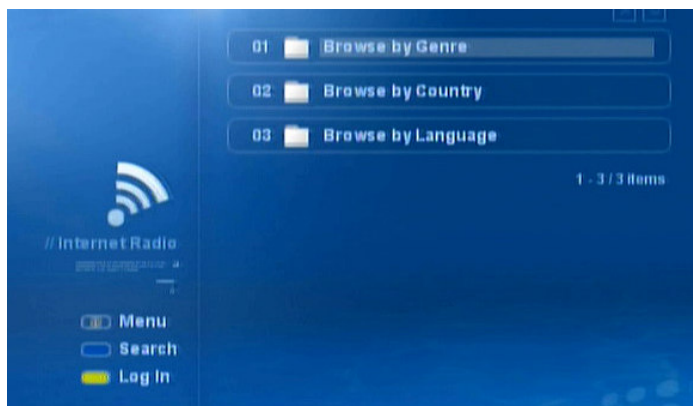 01 Browse by Genre
02 Browse by Country
03 Browse by Language
1 - 3 / 3 items
// Internet Radio
Menu
Search
Log In